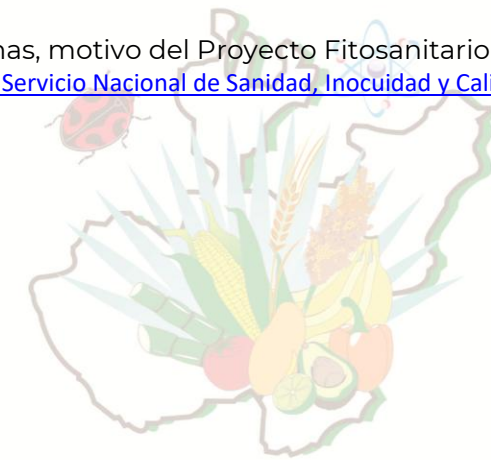 nas, motivo del Proyecto Fitosanitario
Servicio Nacional de Sanidad, Inocuidad y Cali